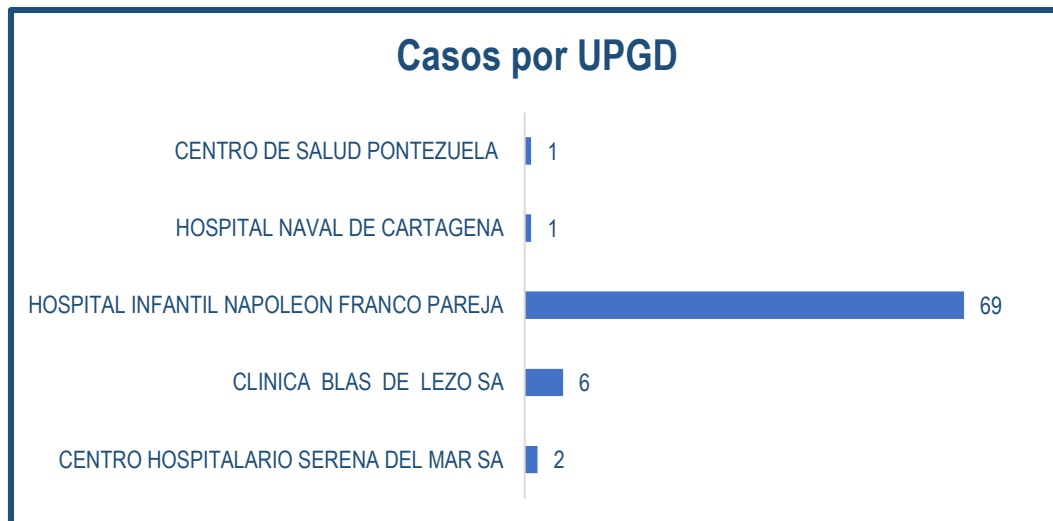 Casos por UPGD
CENTRO DE SALUD PONTEZUELA 1
HOSPITAL NAVAL DE CARTAGENA 1
HOSPITAL INFANTIL NAPOLEON FRANCO PAREJA 69
CLINICA BLAS DE LEZO SA 6
CENTRO HOSPITALARIO SERENA DEL MAR SA 2